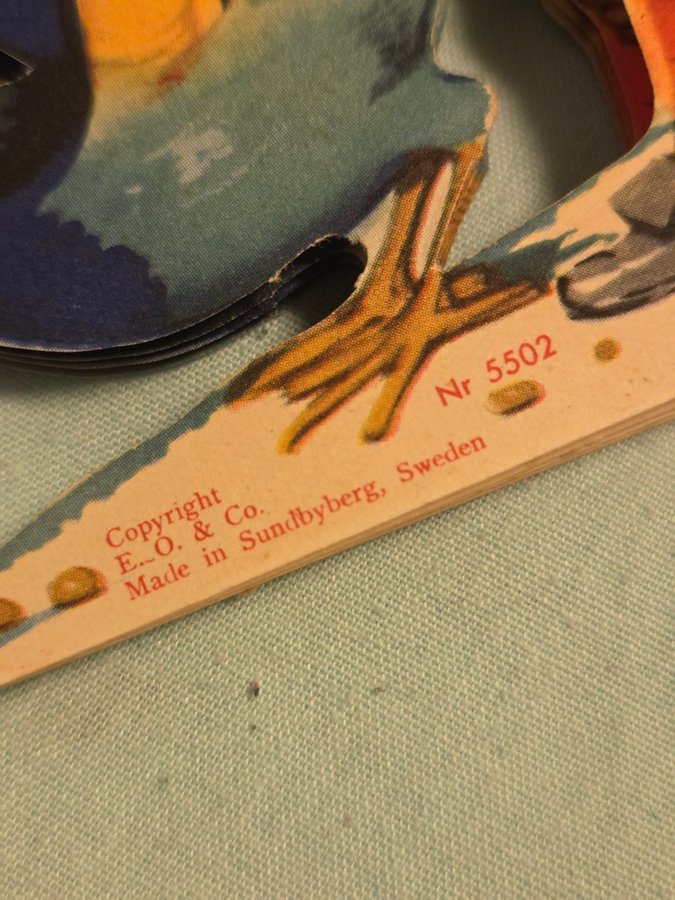 Nr 5502
Copyright
E.-O. & Co.
Made in Sundbyberg, Sweden